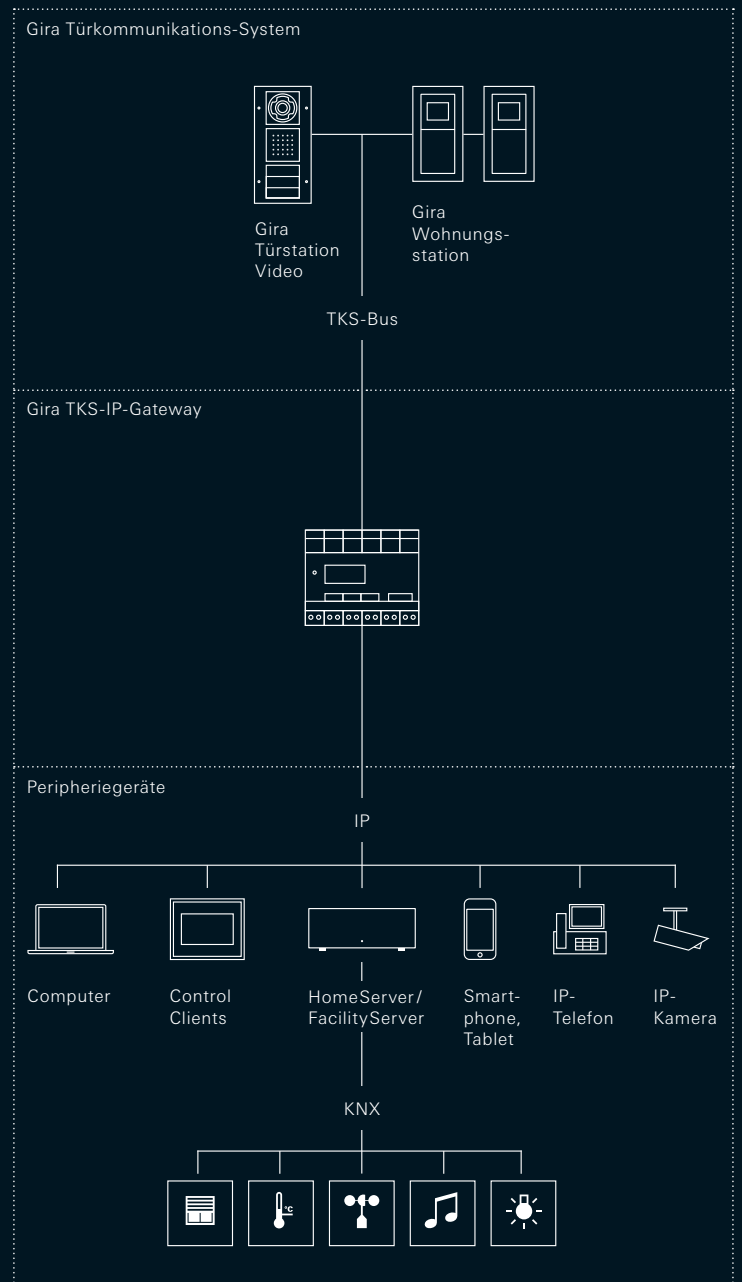 Gira Türkommunikations-System
Gira
Türstation
Video
Gira
Wohnungs-
station
TKS-Bus
Gira TKS-IP-Gateway
Peripheriegeräte
IP
Computer
Control
Clients
HomeServer/
FacilityServer
Smart-
phone,
Tablet
IP-
Telefon
IP-
Kamera
KNX
°C